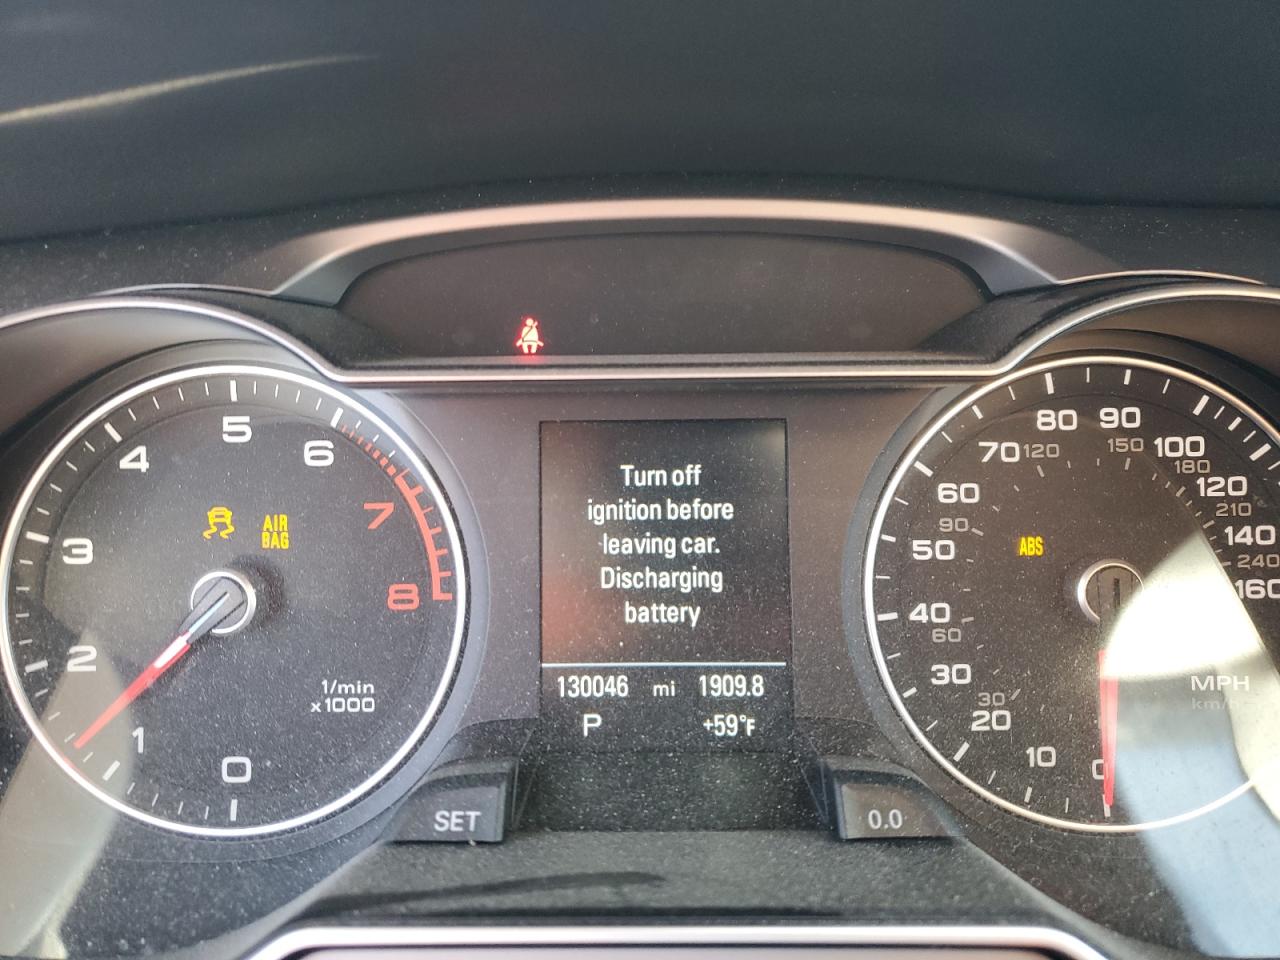 Turn off
ignition before
leaving car.
Discharging
battery
130046 mi 1909.8
P +59°F
0
1
2
3
4
5
6
7
8
AIR
BAG
1/min
x1000
SET
0.0
ABS
0
10
20
30
40
50
60
70
80
90
100
120
140
160
30
60
90
120
150
180
210
240
MPH
km/h